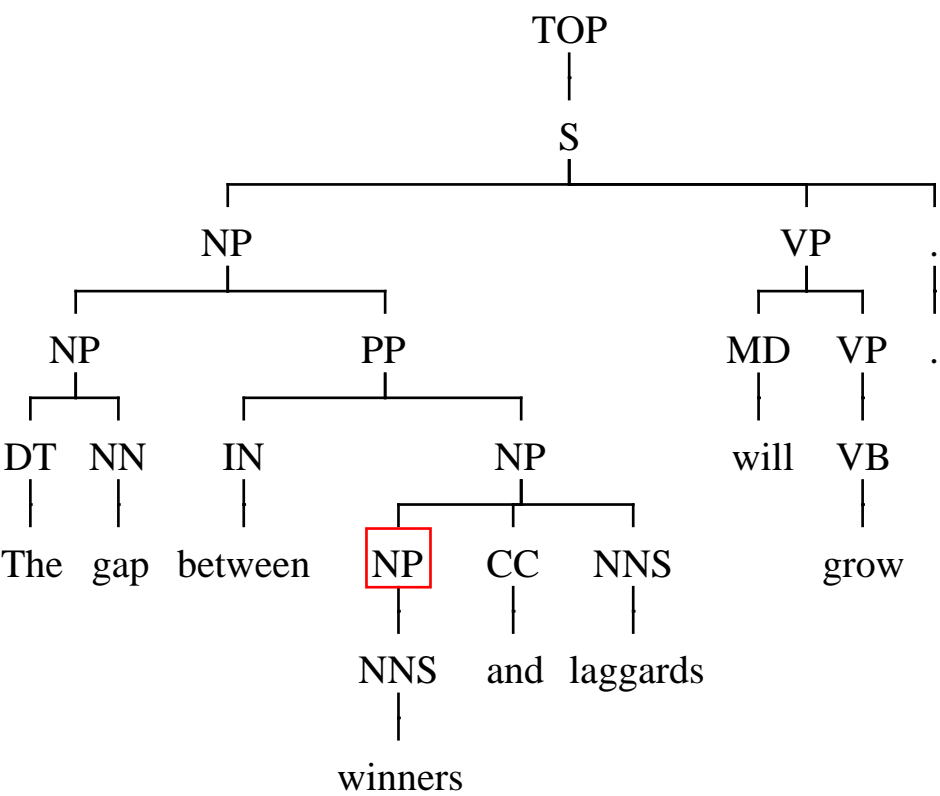 TOP
S
NP VP .
NP PP MD VP .
DT NN IN NP will VB
The gap between NP CC NNS grow
NNS and laggards
winners